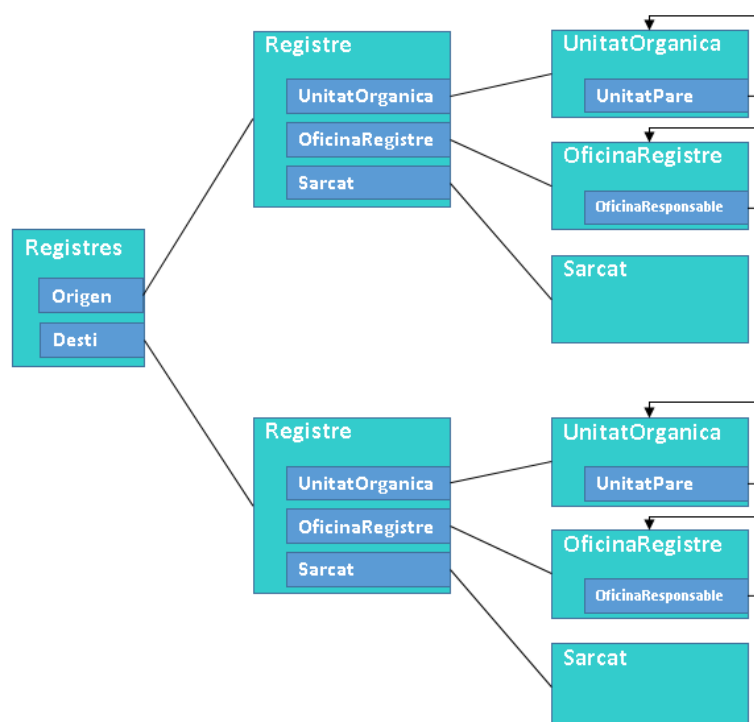 Registres
Origen
Desti
Registre
UnitatOrganica
OficinaRegistre
Sarcat
UnitatOrganica
UnitatPare
OficinaRegistre
OficinaResponsable
Sarcat
Registre
UnitatOrganica
OficinaRegistre
Sarcat
UnitatOrganica
UnitatPare
OficinaRegistre
OficinaResponsable
Sarcat